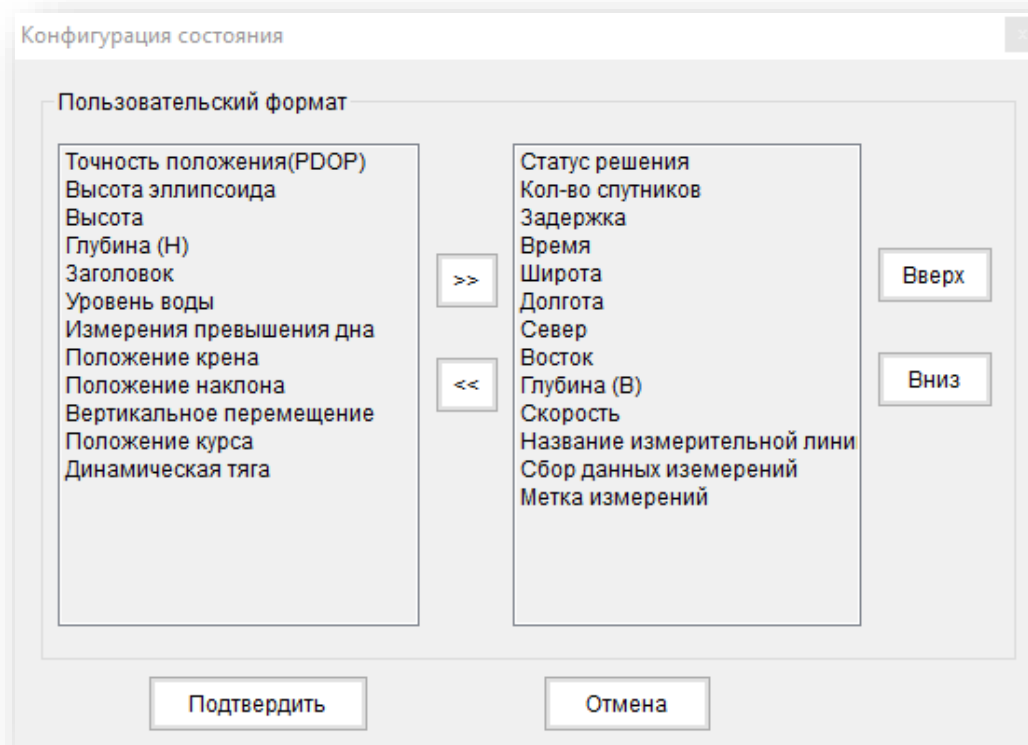 Конфигурация состояния
x
Пользовательский формат
Точность положения(PDOP)
Высота эллипсоида
Высота
Глубина (H)
Заголовок
Уровень воды
Измерения превышения дна
Положение крена
Положение наклона
Вертикальное перемещение
Положение курса
Динамическая тяга
>>
<<
Статус решения
Кол-во спутников
Задержка
Время
Широта
Долгота
Север
Восток
Глубина (В)
Скорость
Название измерительной лини
Сбор данных иземерений
Метка измерений
Вверх
Вниз
Подтвердить
Отмена